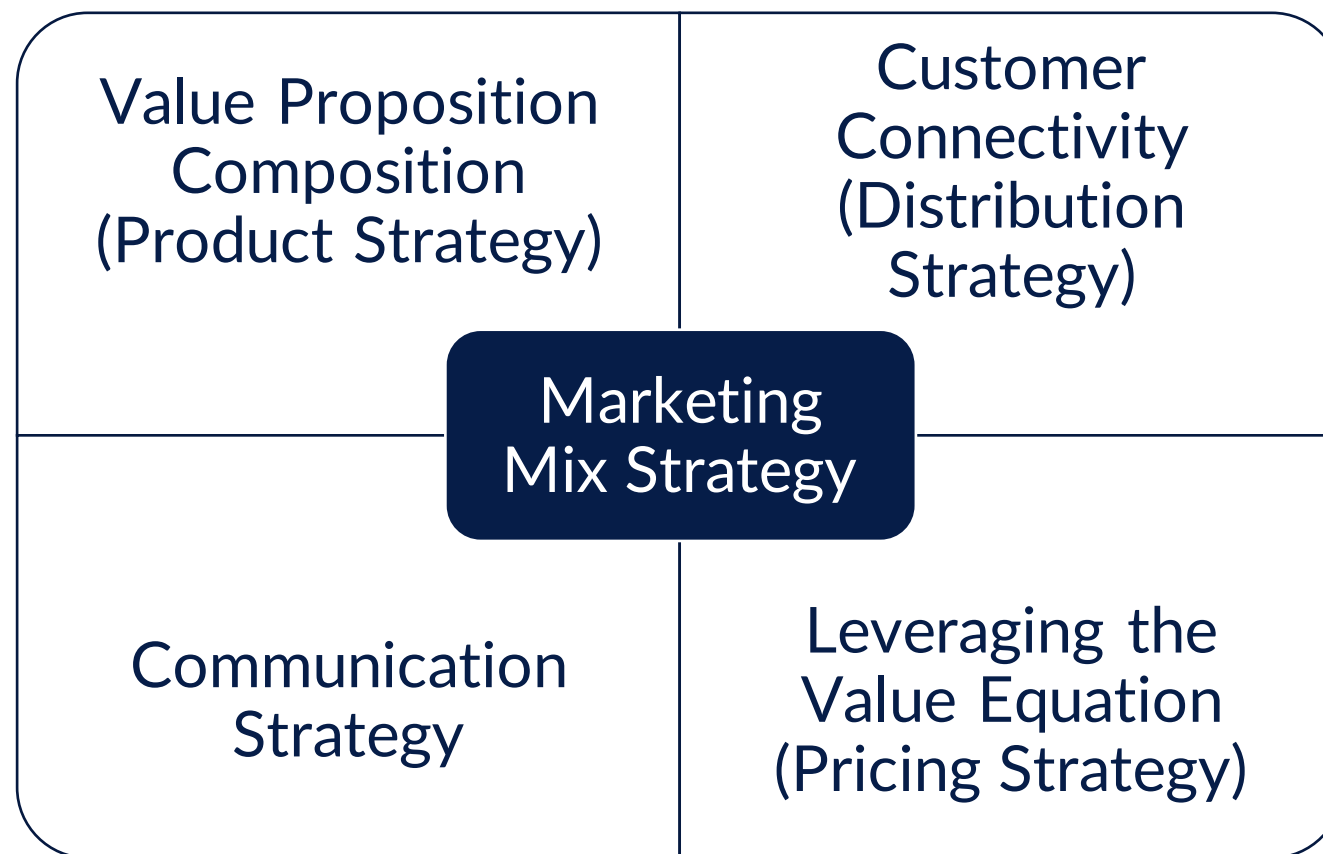 Value Proposition
Composition
(Product Strategy)
Customer
Connectivity
(Distribution
Strategy)
Marketing
Mix Strategy
Communication
Strategy
Leveraging the
Value Equation
(Pricing Strategy)